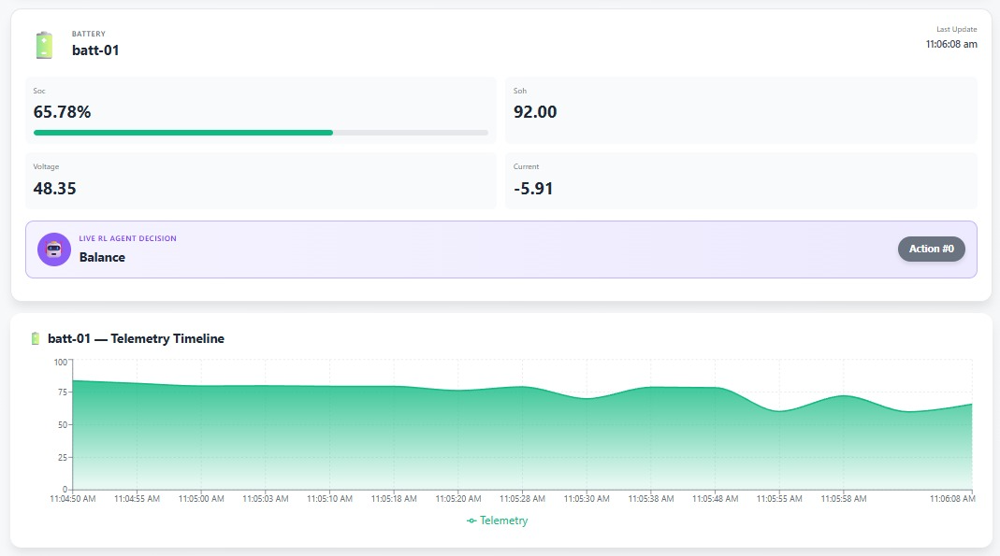 BATTERY
batt-01
Last Update
11:06:08 am
Soc
65.78%
Soh
92.00
Voltage
48.35
Current
-5.91
LIVE RL AGENT DECISION
Balance
Action #0
batt-01 — Telemetry Timeline
100
75
50
25
0
11:04:50 AM 11:04:55 AM 11:05:00 AM 11:05:03 AM 11:05:10 AM 11:05:18 AM 11:05:20 AM 11:05:28 AM 11:05:30 AM 11:05:38 AM 11:05:48 AM 11:05:55 AM 11:05:58 AM 11:06:08 AM
Telemetry